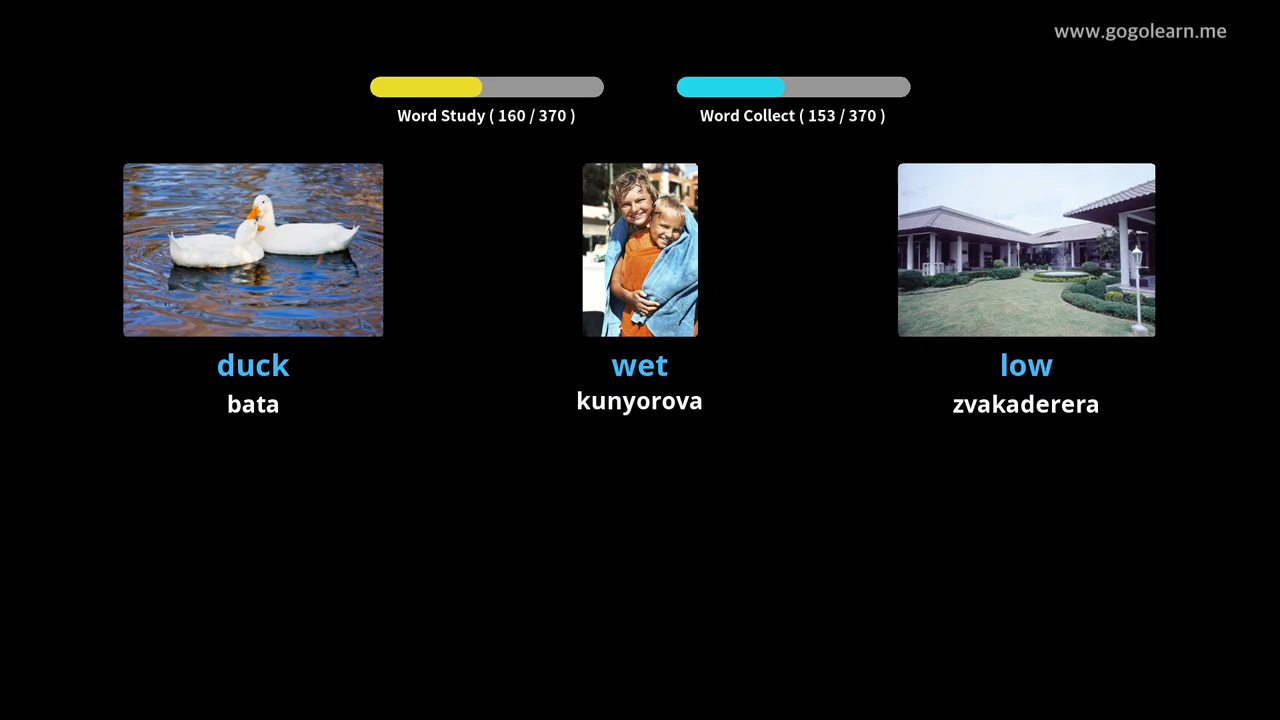 www.gogolearn.me
Word Study ( 160 / 370 )
Word Collect ( 153 / 370 )
duck
bata
wet
kunyorova
low
zvakaderera